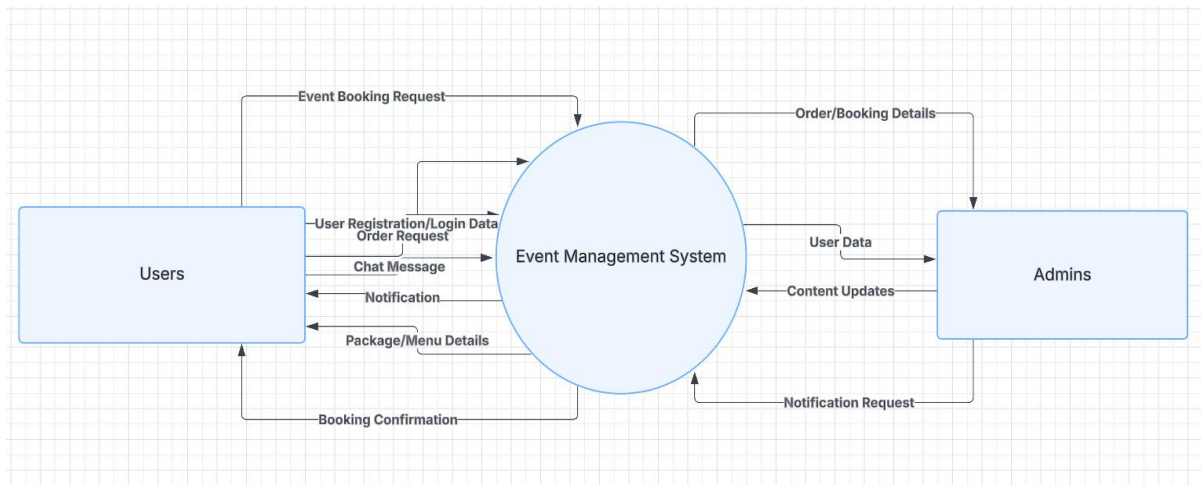 Event Booking Request
Order/Booking Details
User Registration/Login Data
Order Request
User Data
Event Management System
Chat Message
Users
Admins
Content Updates
Notification
Package/Menu Details
Notification Request
Booking Confirmation